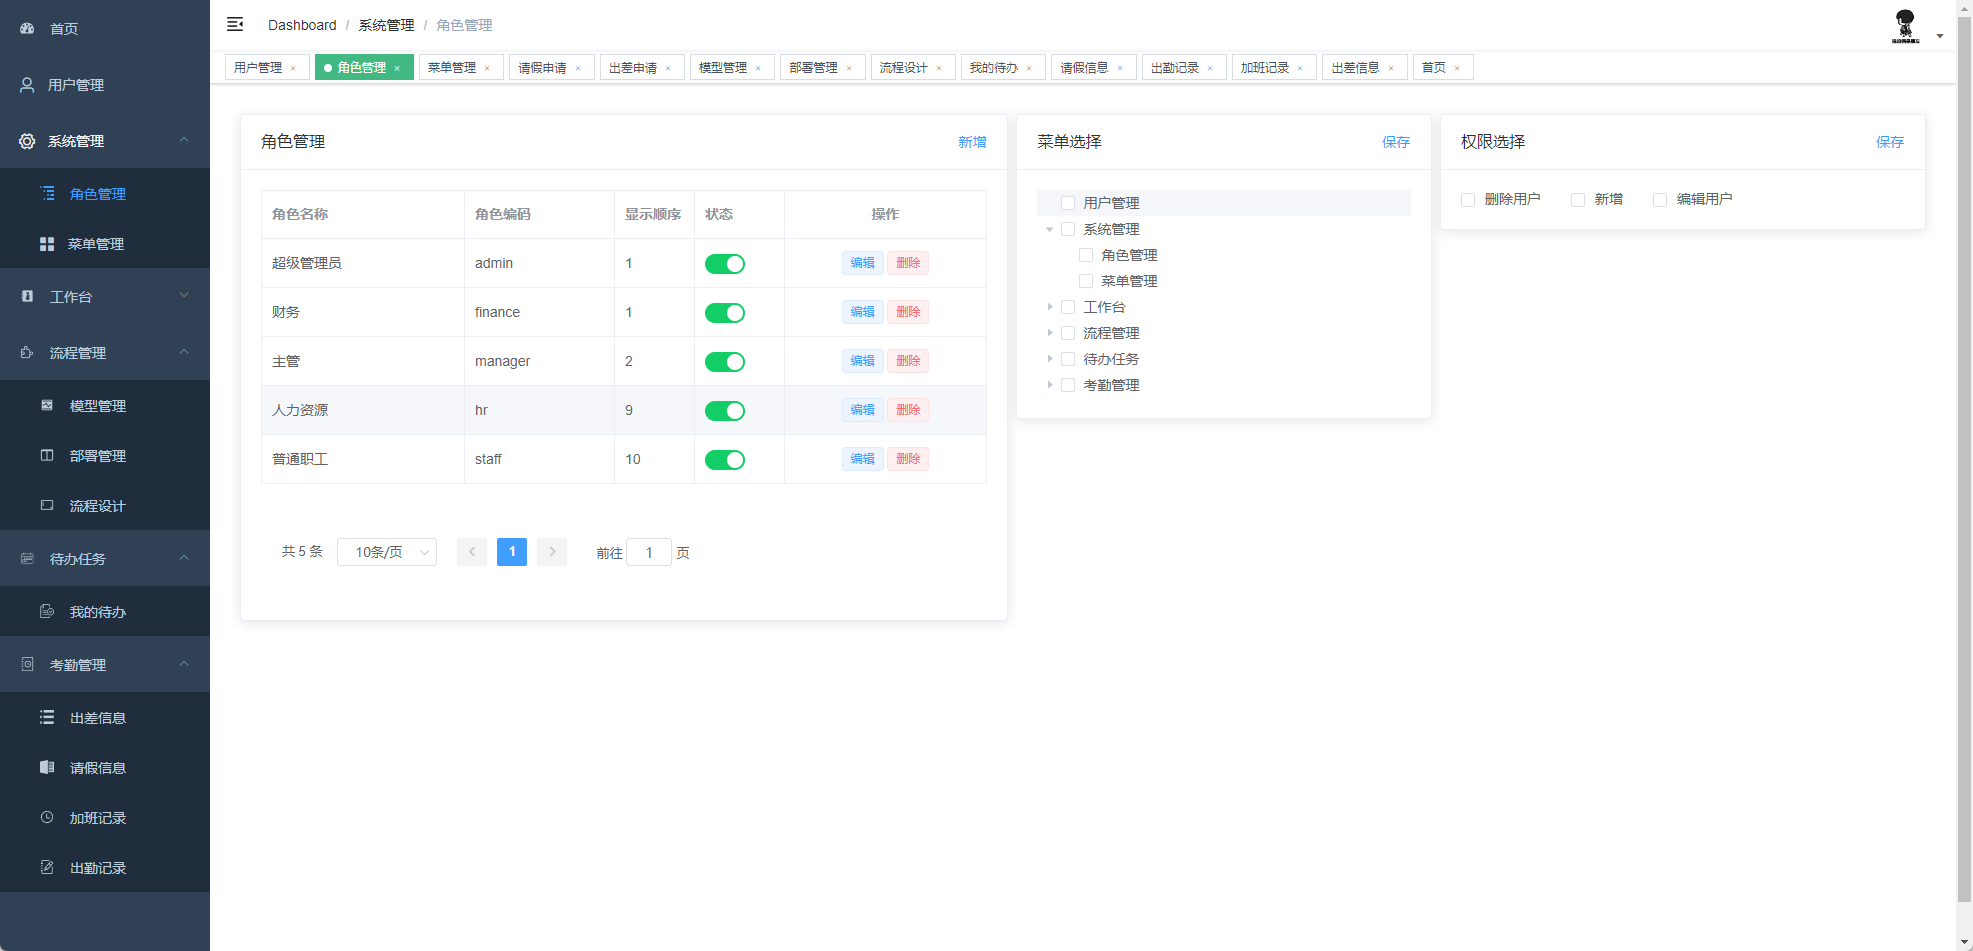 首页
用户管理
系统管理
角色管理
菜单管理
工作台
流程管理
模型管理
部署管理
流程设计
待办任务
我的待办
考勤管理
出差信息
请假信息
加班记录
出勤记录
Dashboard / 系统管理 / 角色管理
用户管理 × 角色管理 × 菜单管理 × 请假申请 × 出差申请 × 模型管理 × 部署管理 × 流程设计 × 我的待办 × 请假信息 × 出勤记录 × 加班记录 × 出差信息 × 首页 ×
角色管理 新增
角色名称 角色编码 显示顺序 状态 操作
超级管理员 admin 1 编辑 删除
财务 finance 1 编辑 删除
主管 manager 2 编辑 删除
人力资源 hr 9 编辑 删除
普通职工 staff 10 编辑 删除
共 5 条 10条/页 1 前往 1 页
菜单选择 保存
用户管理
系统管理
角色管理
菜单管理
工作台
流程管理
待办任务
考勤管理
权限选择 保存
删除用户 新增 编辑用户